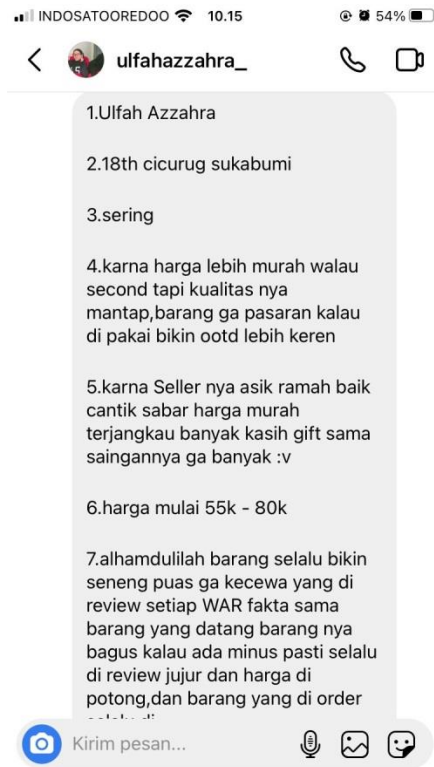 INDOSATOOREDOO 10.15 54%
ulfahazzahra_
1.Ulfah Azzahra
2.18th cicurug sukabumi
3.sering
4.karna harga lebih murah walau
second tapi kualitas nya
mantap,barang ga pasaran kalau
di pakai bikin ootd lebih keren
5.karna Seller nya asik ramah baik
cantik sabar harga murah
terjangkau banyak kasih gift sama
saingannya ga banyak :v
6.harga mulai 55k - 80k
7.alhamdulilah barang selalu bikin
seneng puas ga kecewa yang di
review setiap WAR fakta sama
barang yang datang barang nya
bagus kalau ada minus pasti selalu
di review jujur dan harga di
potong,dan barang yang di order
Kirim pesan...